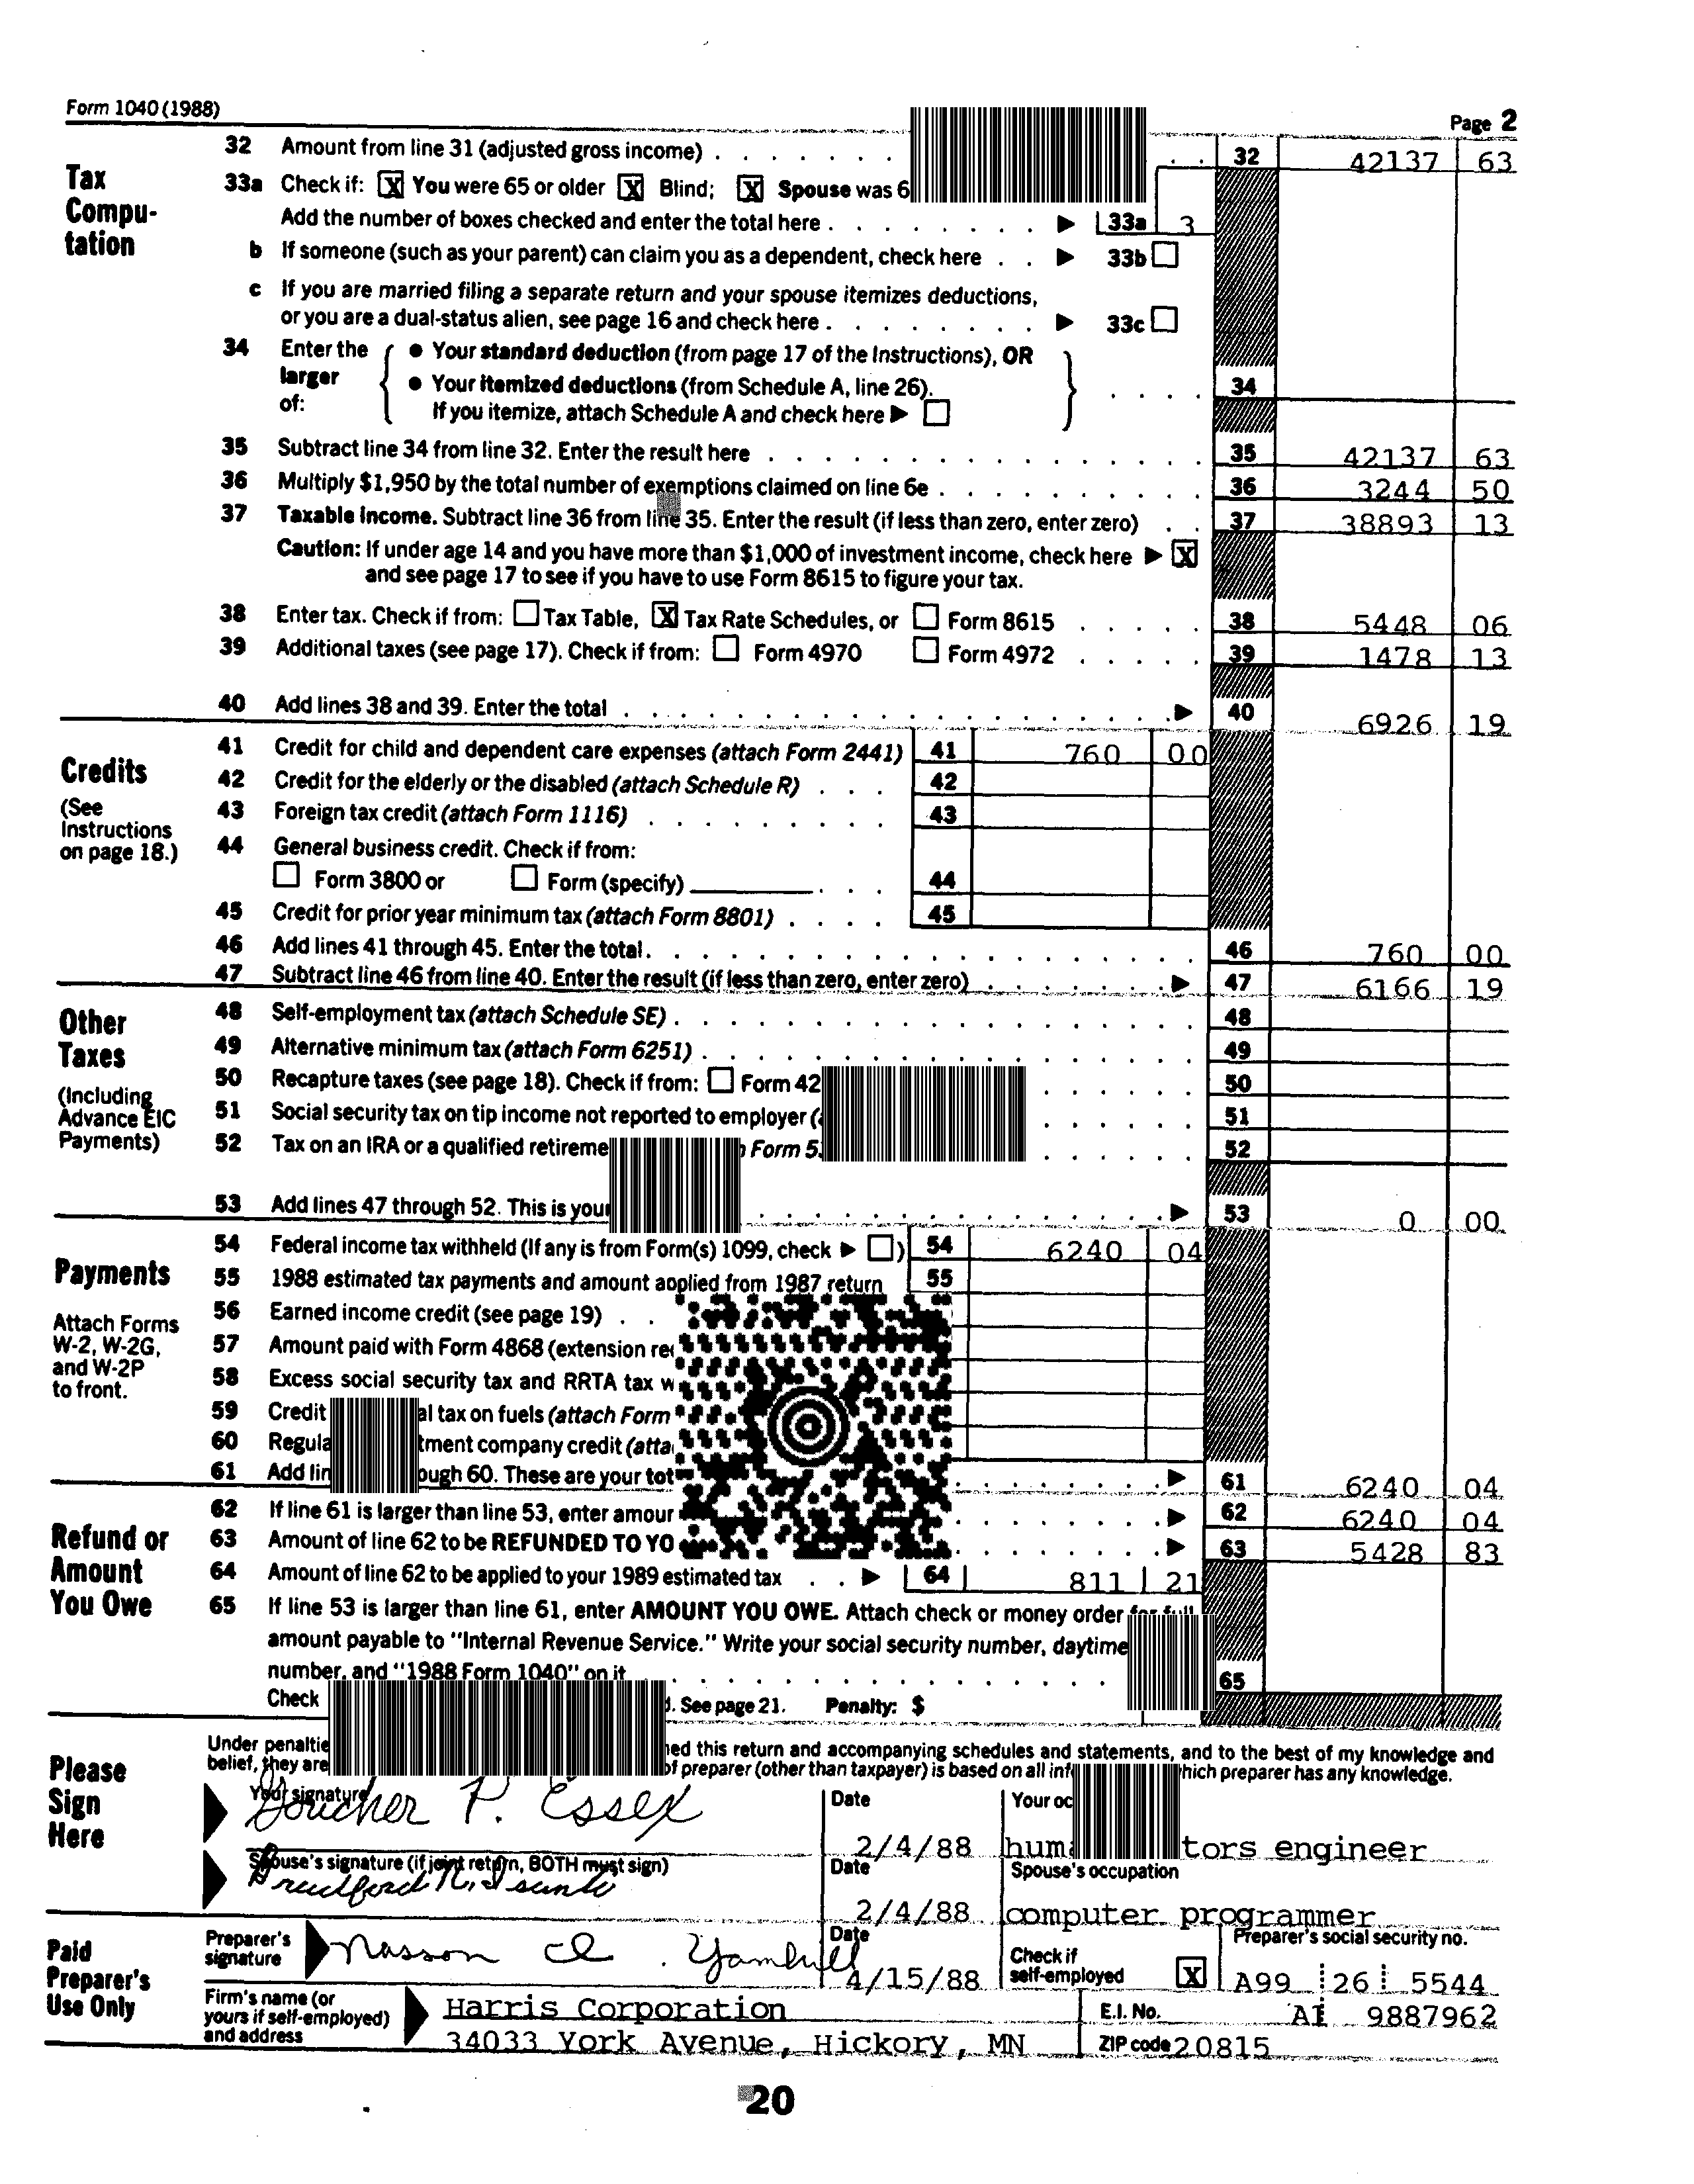 Form 1040 (1988)
Page 2
Tax Compu-tation
32 Amount from line 31 (adjusted gross income) 32 42137 63
33a Check if: X You were 65 or older X Blind; X Spouse was 6
Add the number of boxes checked and enter the total here 33a 3
b If someone (such as your parent) can claim you as a dependent, check here 33b
c If you are married filing a separate return and your spouse itemizes deductions,
or you are a dual-status alien, see page 16 and check here 33c
34 Enter the larger of:
• Your standard deduction (from page 17 of the Instructions), OR
• Your itemized deductions (from Schedule A, line 26).
If you itemize, attach Schedule A and check here
34
35 Subtract line 34 from line 32. Enter the result here 35 42137 63
36 Multiply $1,950 by the total number of exemptions claimed on line 6e 36 3244 50
37 Taxable income. Subtract line 36 from line 35. Enter the result (if less than zero, enter zero) 37 38893 13
Caution: If under age 14 and you have more than $1,000 of investment income, check here X
and see page 17 to see if you have to use Form 8615 to figure your tax.
38 Enter tax. Check if from: Tax Table, X Tax Rate Schedules, or Form 8615 38 5448 06
39 Additional taxes (see page 17). Check if from: Form 4970 Form 4972 39 1478 13
40 Add lines 38 and 39. Enter the total 40 6926 19
Credits
(See Instructions on page 18.)
41 Credit for child and dependent care expenses (attach Form 2441) 41 760 00
42 Credit for the elderly or the disabled (attach Schedule R) 42
43 Foreign tax credit (attach Form 1116) 43
44 General business credit. Check if from:
Form 3800 or Form (specify) 44
45 Credit for prior year minimum tax (attach Form 8801) 45
46 Add lines 41 through 45. Enter the total 46 760 00
47 Subtract line 46 from line 40. Enter the result (if less than zero, enter zero) 47 6166 19
Other Taxes
(Including Advance EIC Payments)
48 Self-employment tax (attach Schedule SE) 48
49 Alternative minimum tax (attach Form 6251) 49
50 Recapture taxes (see page 18). Check if from: Form 42 50
51 Social security tax on tip income not reported to employer ( 51
52 Tax on an IRA or a qualified retireme Form 5 52
53 Add lines 47 through 52. This is your 53 0 00
Payments
Attach Forms W-2, W-2G, and W-2P to front.
54 Federal income tax withheld (If any is from Form(s) 1099, check ) 54 6240 04
55 1988 estimated tax payments and amount applied from 1987 return 55
56 Earned income credit (see page 19)
57 Amount paid with Form 4868 (extension re
58 Excess social security tax and RRTA tax w
59 Credit al tax on fuels (attach Form
60 Regula tment company credit (atta
61 Add lin ough 60. These are your tot 61 6240 04
Refund or Amount You Owe
62 If line 61 is larger than line 53, enter amour 62 6240 04
63 Amount of line 62 to be REFUNDED TO YO 63 5428 83
64 Amount of line 62 to be applied to your 1989 estimated tax 64 811 21
65 If line 53 is larger than line 61, enter AMOUNT YOU OWE. Attach check or money order for full
amount payable to "Internal Revenue Service." Write your social security number, daytime
number, and "1988 Form 1040" on it 65
Check . See page 21. Penalty: $
Please Sign Here
Under penaltie ned this return and accompanying schedules and statements, and to the best of my knowledge and
belief, they are of preparer (other than taxpayer) is based on all inf hich preparer has any knowledge.
Your signature Date Your oc
Goucher P. Essex 2/4/88 huma tors engineer
Spouse's signature (if joint return, BOTH must sign) Date Spouse's occupation
2/4/88 computer programmer
Paid Preparer's Use Only
Preparer's signature Nasson Yamhill Date 4/15/88 Check if self-employed X Preparer's social security no. A99 26 5544
Firm's name (or yours if self-employed) and address
Harris Corporation E.I. No. AI 9887962
34033 York Avenue, Hickory, MN ZIP code 20815
20